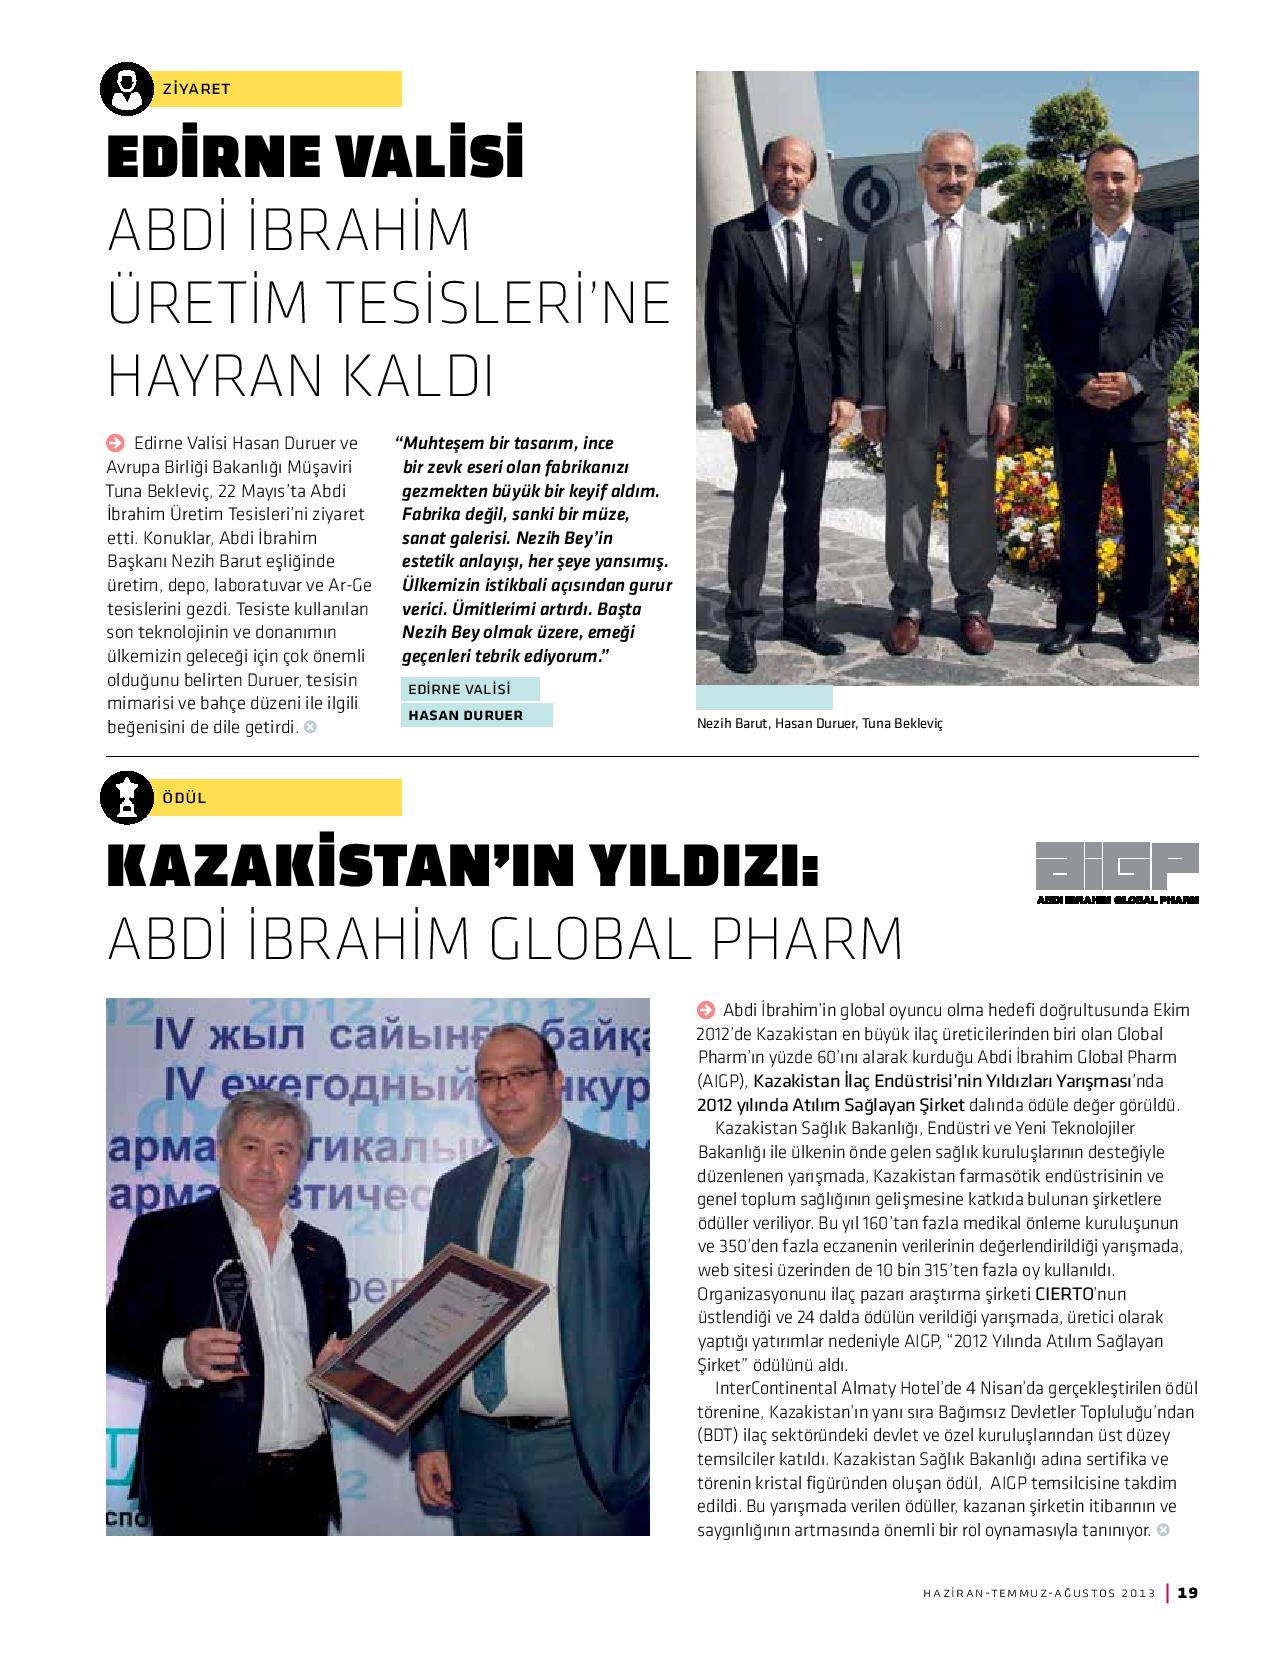 ZİYARET
EDİRNE VALİSİ
ABDİ İBRAHİM
ÜRETİM TESİSLERİ’NE
HAYRAN KALDI
Edirne Valisi Hasan Duruer ve
Avrupa Birliği Bakanlığı Müşaviri
Tuna Bekleviç, 22 Mayıs’ta Abdi
İbrahim Üretim Tesisleri’ni ziyaret
etti. Konuklar, Abdi İbrahim
Başkanı Nezih Barut eşliğinde
üretim, depo, laboratuvar ve Ar-Ge
tesislerini gezdi. Tesiste kullanılan
son teknolojinin ve donanımın
ülkemizin geleceği için çok önemli
olduğunu belirten Duruer, tesisin
mimarisi ve bahçe düzeni ile ilgili
beğenisini de dile getirdi.
“Muhteşem bir tasarım, ince
bir zevk eseri olan fabrikanızı
gezmekten büyük bir keyif aldım.
Fabrika değil, sanki bir müze,
sanat galerisi. Nezih Bey’in
estetik anlayışı, her şeye yansımış.
Ülkemizin istikbali açısından gurur
verici. Ümitlerimi artırdı. Başta
Nezih Bey olmak üzere, emeği
geçenleri tebrik ediyorum.”
EDİRNE VALİSİ
HASAN DURUER
Nezih Barut, Hasan Duruer, Tuna Bekleviç
ÖDÜL
KAZAKİSTAN’IN YILDIZI:
ABDİ İBRAHİM GLOBAL PHARM
aiGP
ABDI IBRAHIM GLOBAL PHARM
12 2012 2012 2012
IV жыл сайынғ байқа
IV ежегодный нкур
арма тикалық
арма втичес
Abdi İbrahim’in global oyuncu olma hedefi doğrultusunda Ekim
2012’de Kazakistan en büyük ilaç üreticilerinden biri olan Global
Pharm’ın yüzde 60’ını alarak kurduğu Abdi İbrahim Global Pharm
(AIGP), Kazakistan İlaç Endüstrisi’nin Yıldızları Yarışması’nda
2012 yılında Atılım Sağlayan Şirket dalında ödüle değer görüldü.
Kazakistan Sağlık Bakanlığı, Endüstri ve Yeni Teknolojiler
Bakanlığı ile ülkenin önde gelen sağlık kuruluşlarının desteğiyle
düzenlenen yarışmada, Kazakistan farmasötik endüstrisinin ve
genel toplum sağlığının gelişmesine katkıda bulunan şirketlere
ödüller veriliyor. Bu yıl 160’tan fazla medikal önleme kuruluşunun
ve 350’den fazla eczanenin verilerinin değerlendirildiği yarışmada,
web sitesi üzerinden de 10 bin 315’ten fazla oy kullanıldı.
Organizasyonunu ilaç pazarı araştırma şirketi CIERTO’nun
üstlendiği ve 24 dalda ödülün verildiği yarışmada, üretici olarak
yaptığı yatırımlar nedeniyle AIGP, “2012 Yılında Atılım Sağlayan
Şirket” ödülünü aldı.
InterContinental Almaty Hotel’de 4 Nisan’da gerçekleştirilen ödül
törenine, Kazakistan’ın yanı sıra Bağımsız Devletler Topluluğu’ndan
(BDT) ilaç sektöründeki devlet ve özel kuruluşlarından üst düzey
temsilciler katıldı. Kazakistan Sağlık Bakanlığı adına sertifika ve
törenin kristal figüründen oluşan ödül, AIGP temsilcisine takdim
edildi. Bu yarışmada verilen ödüller, kazanan şirketin itibarının ve
saygınlığının artmasında önemli bir rol oynamasıyla tanınıyor.
HAZİRAN-TEMMUZ-AĞUSTOS 2013 | 19